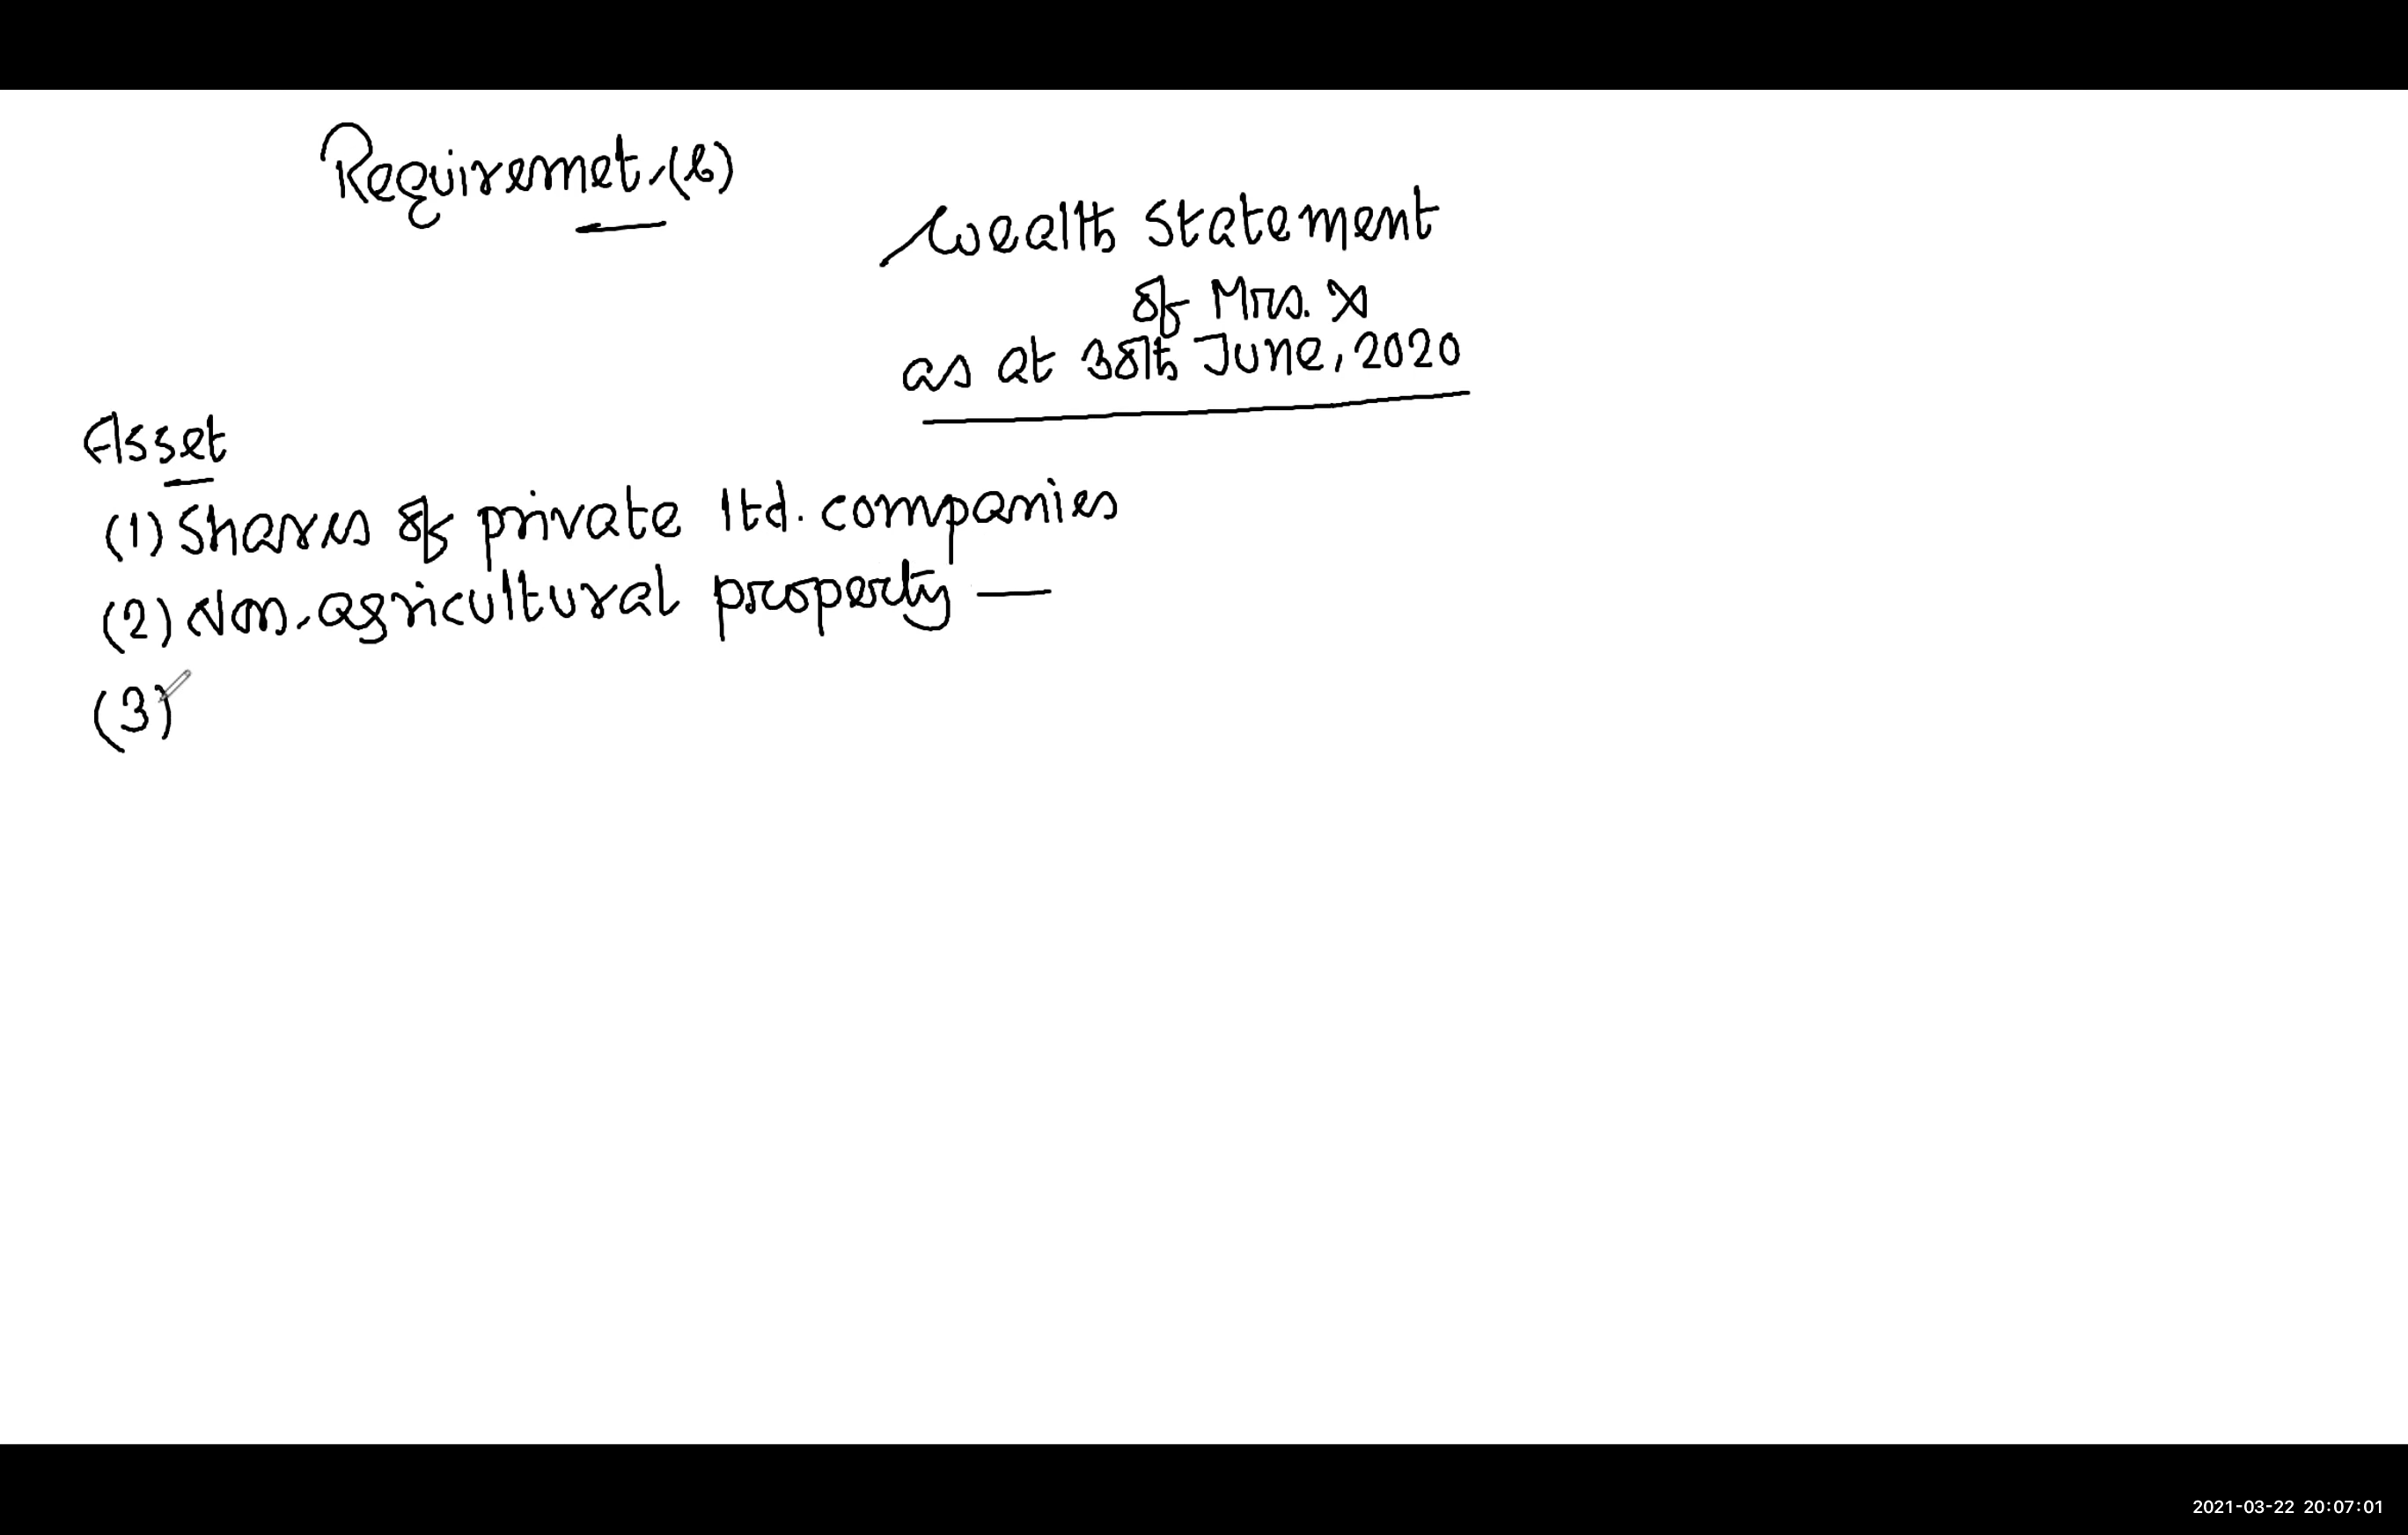 Requiremet-(b)
Wealth Statement
of Mrs. X
as at 30th June, 2020
Asset
(1) Shares of private ltd. companies
(2) Non-agricultural property —
(3)
2021-03-22 20:07:01